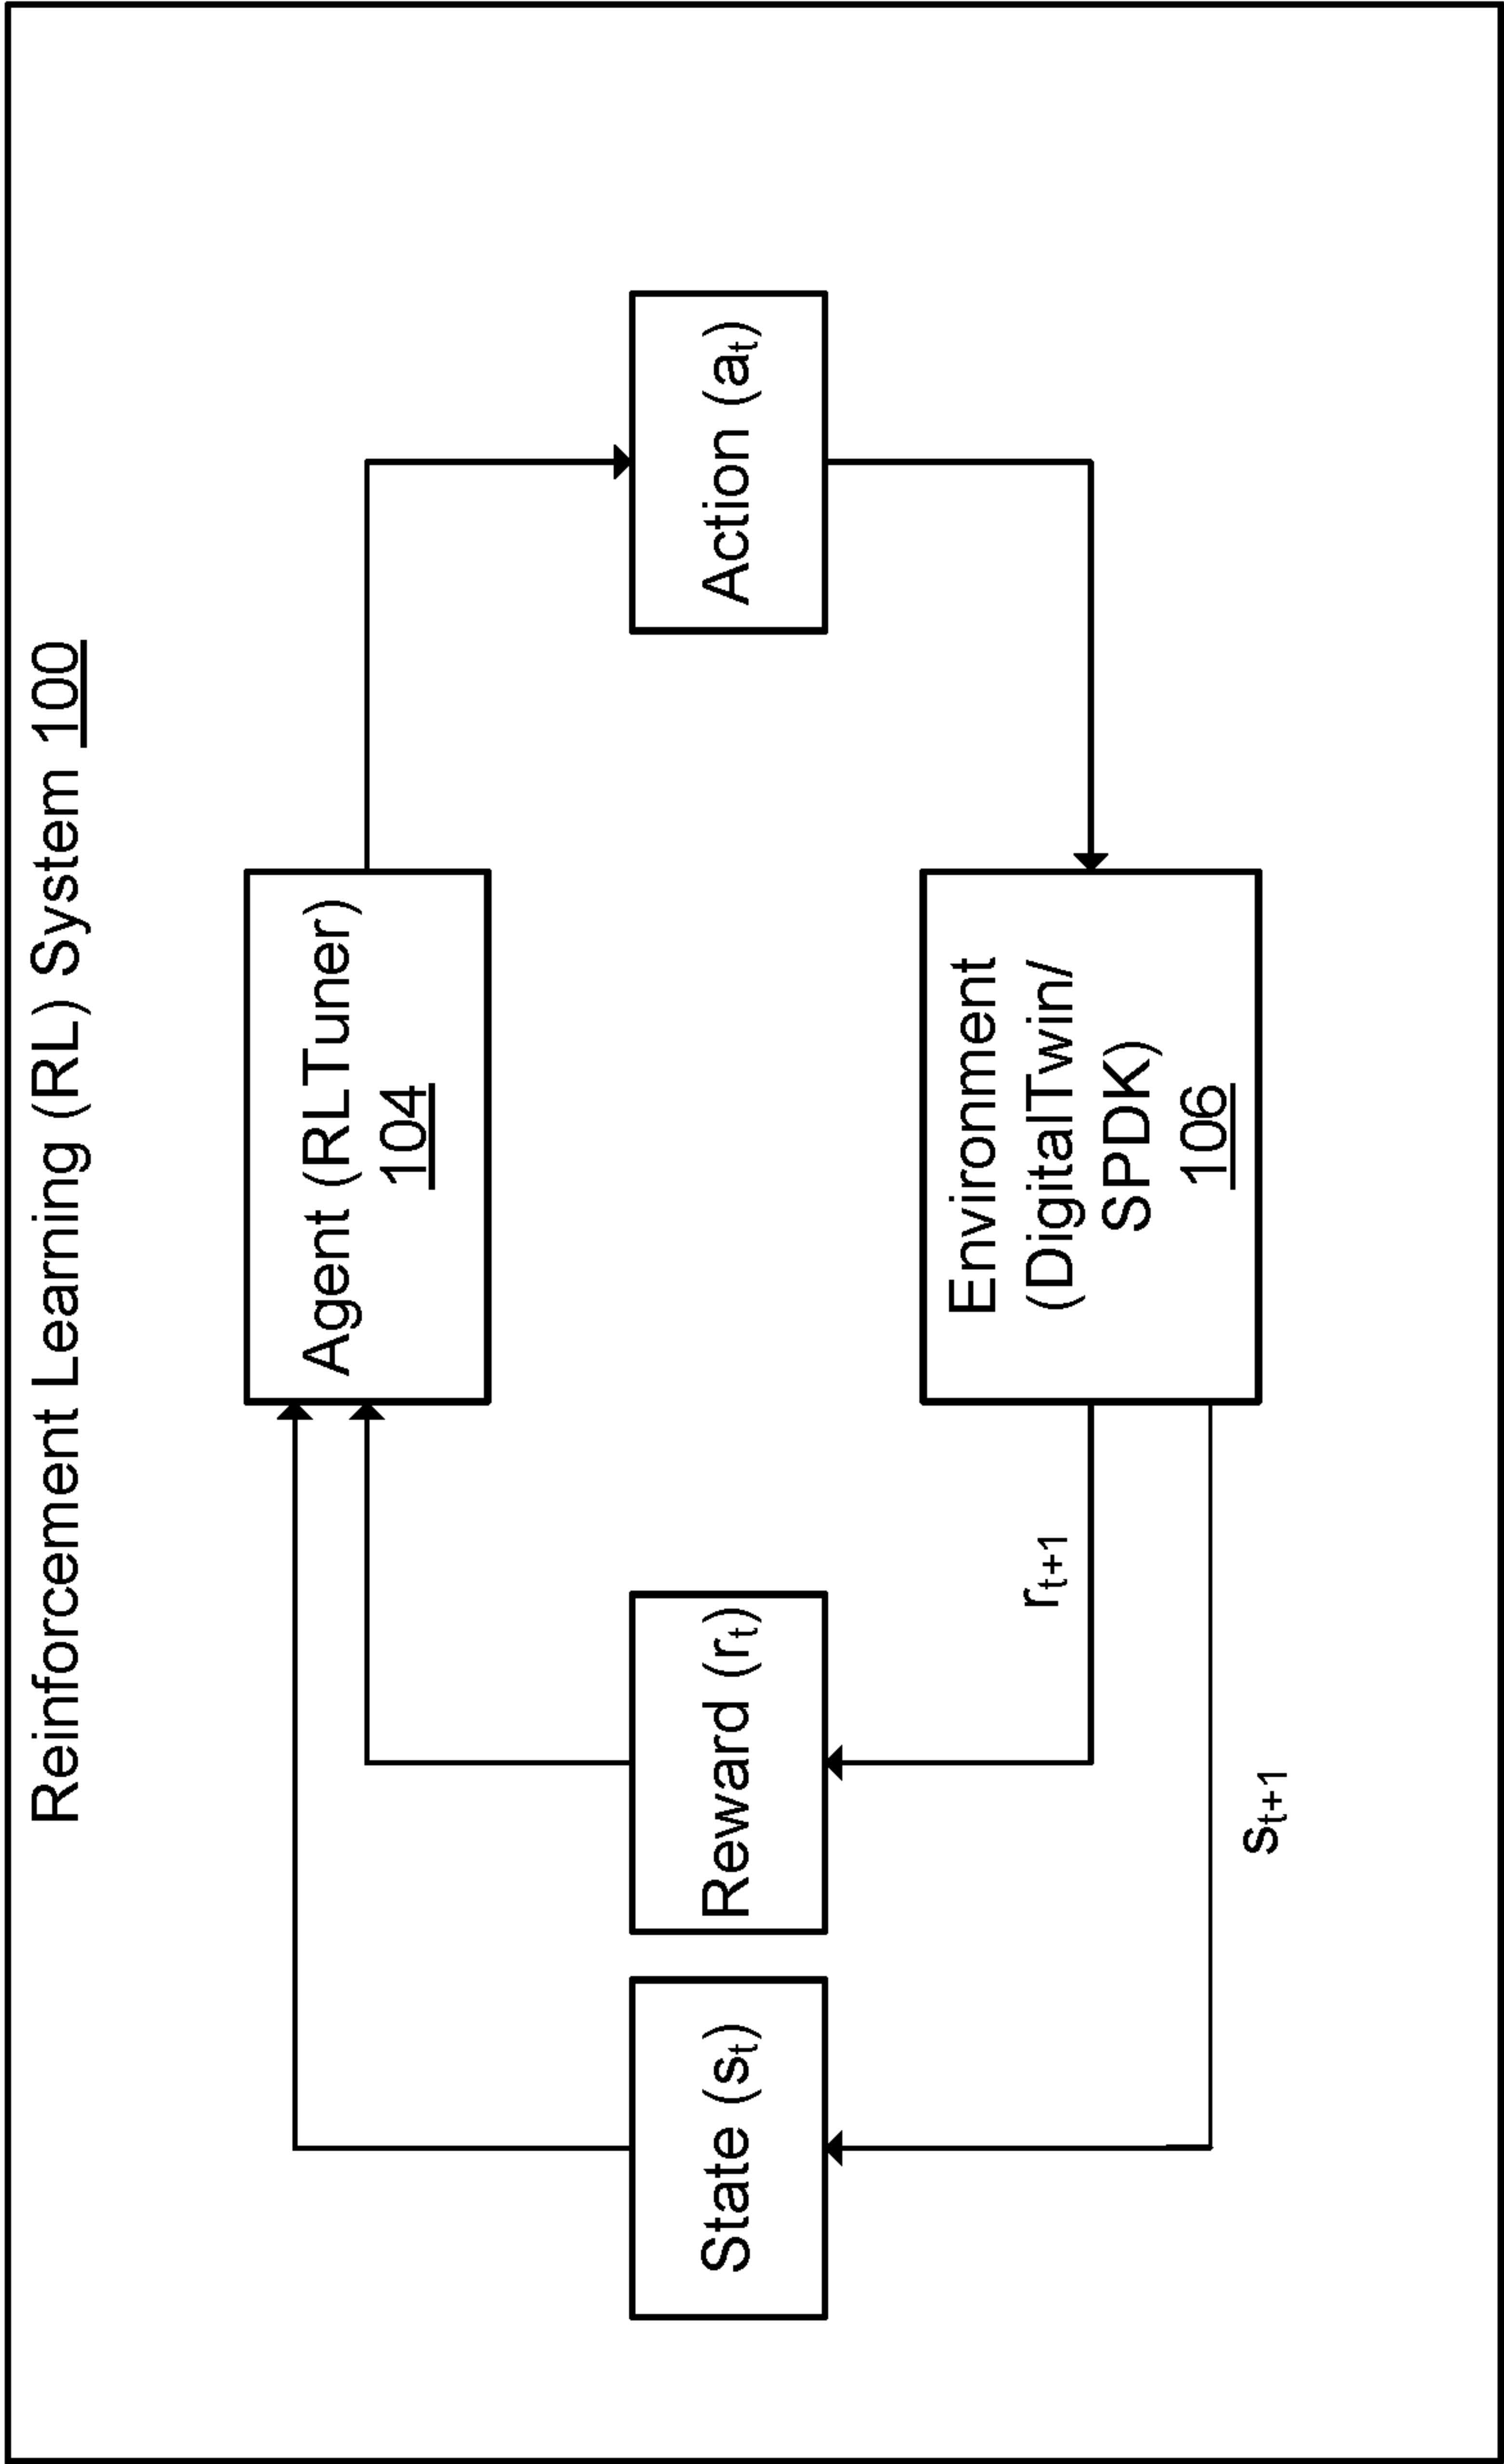 Reinforcement Learning (RL) System 100
Agent (RLTuner)
104
State (sₜ)
Reward (rₜ)
Action (aₜ)
rₜ₊₁
Environment
(DigitalTwin/
SPDK)
106
sₜ₊₁